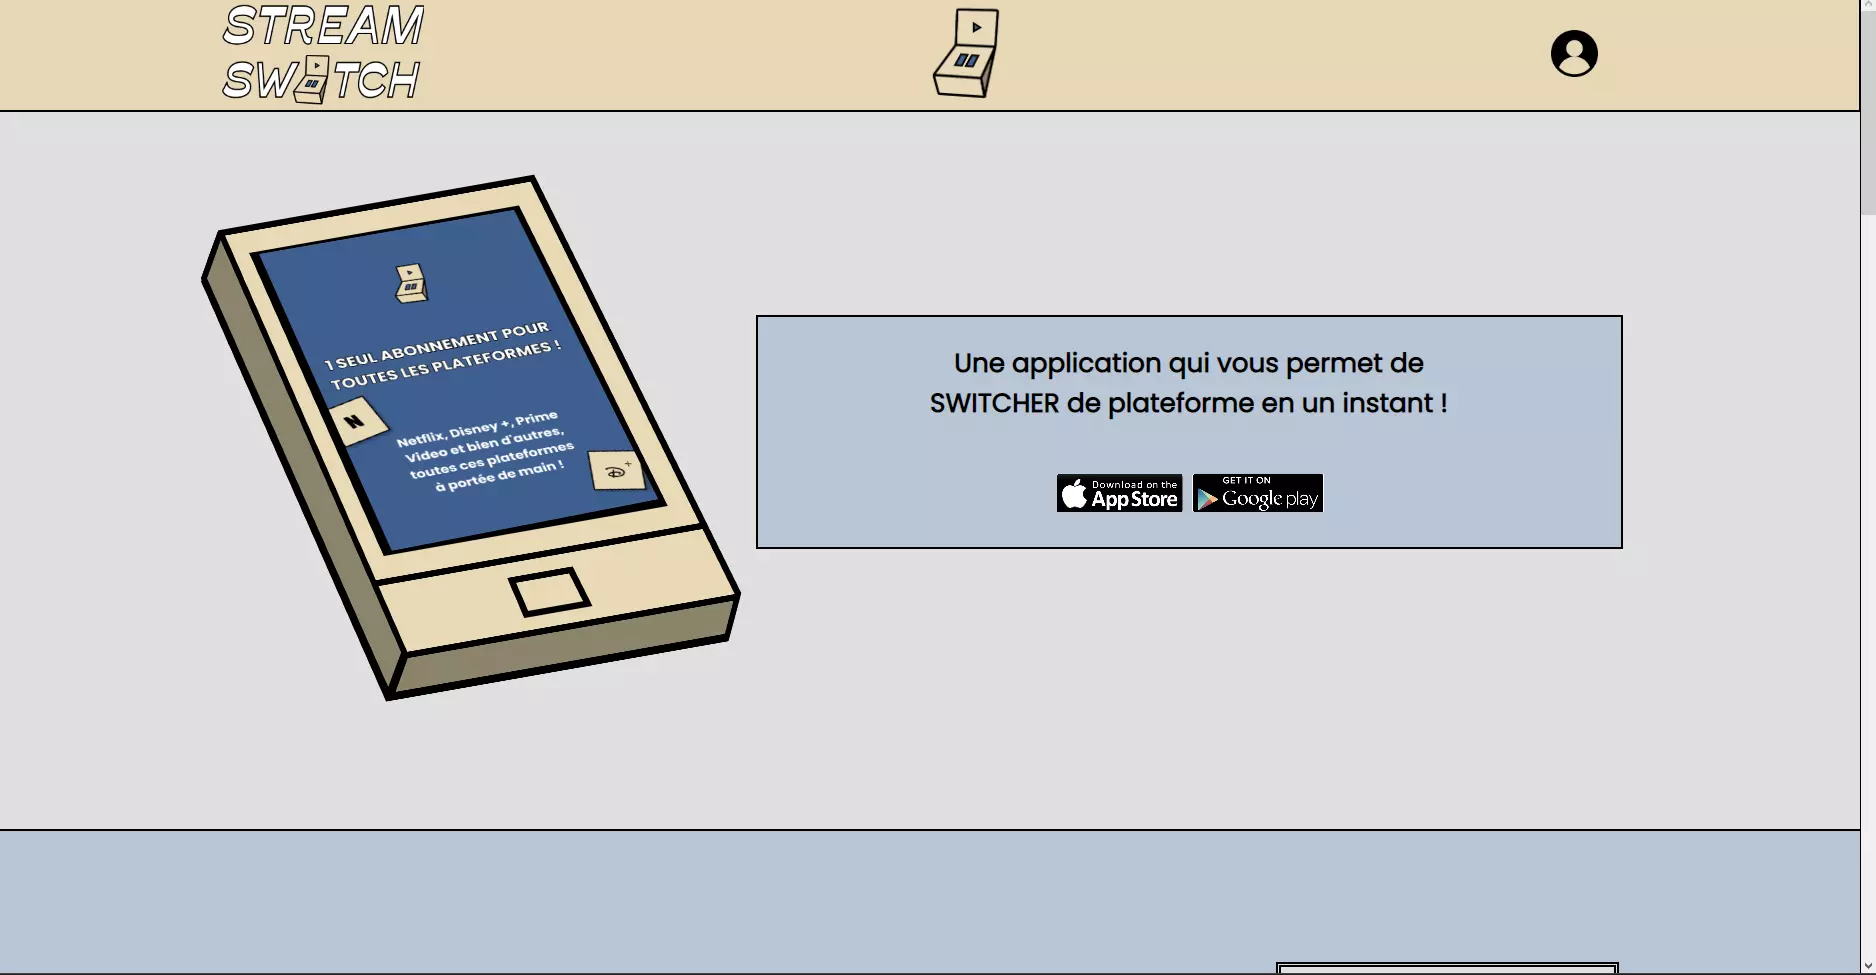 STREAM
SWITCH
1 SEUL ABONNEMENT POUR
TOUTES LES PLATEFORMES !
N
Netflix, Disney +, Prime
Video et bien d'autres,
toutes ces plateformes
à portée de main !
Une application qui vous permet de
SWITCHER de plateforme en un instant !
Download on the
App Store
GET IT ON
Google play